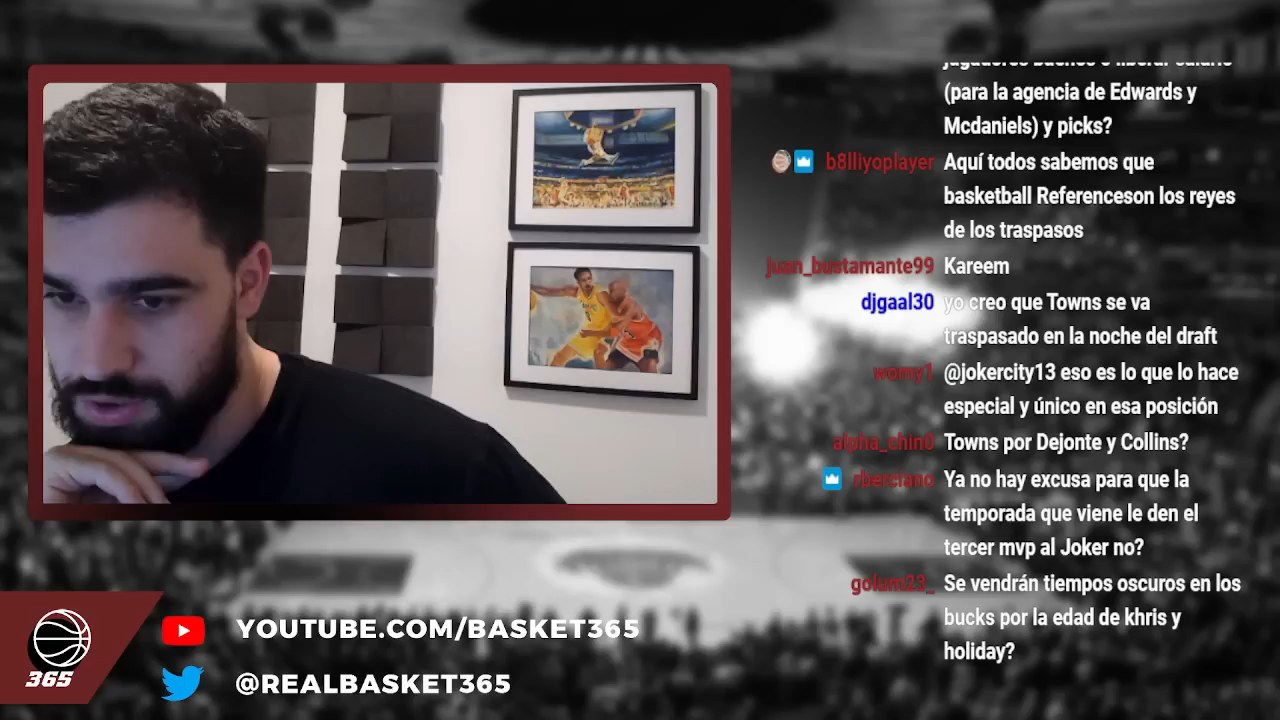 (para la agencia de Edwards y
Mcdaniels) y picks?
b8lliyoplayer Aquí todos sabemos que
basketball Referenceson los reyes
de los traspasos
juan_bustamante99 Kareem
djgaal30 yo creo que Towns se va
traspasado en la noche del draft
womy1 @jokercity13 eso es lo que lo hace
especial y único en esa posición
alpha_chin0 Towns por Dejonte y Collins?
rberciano Ya no hay excusa para que la
temporada que viene le den el
tercer mvp al Joker no?
golum23_ Se vendrán tiempos oscuros en los
bucks por la edad de khris y
holiday?
365
YOUTUBE.COM/BASKET365
@REALBASKET365